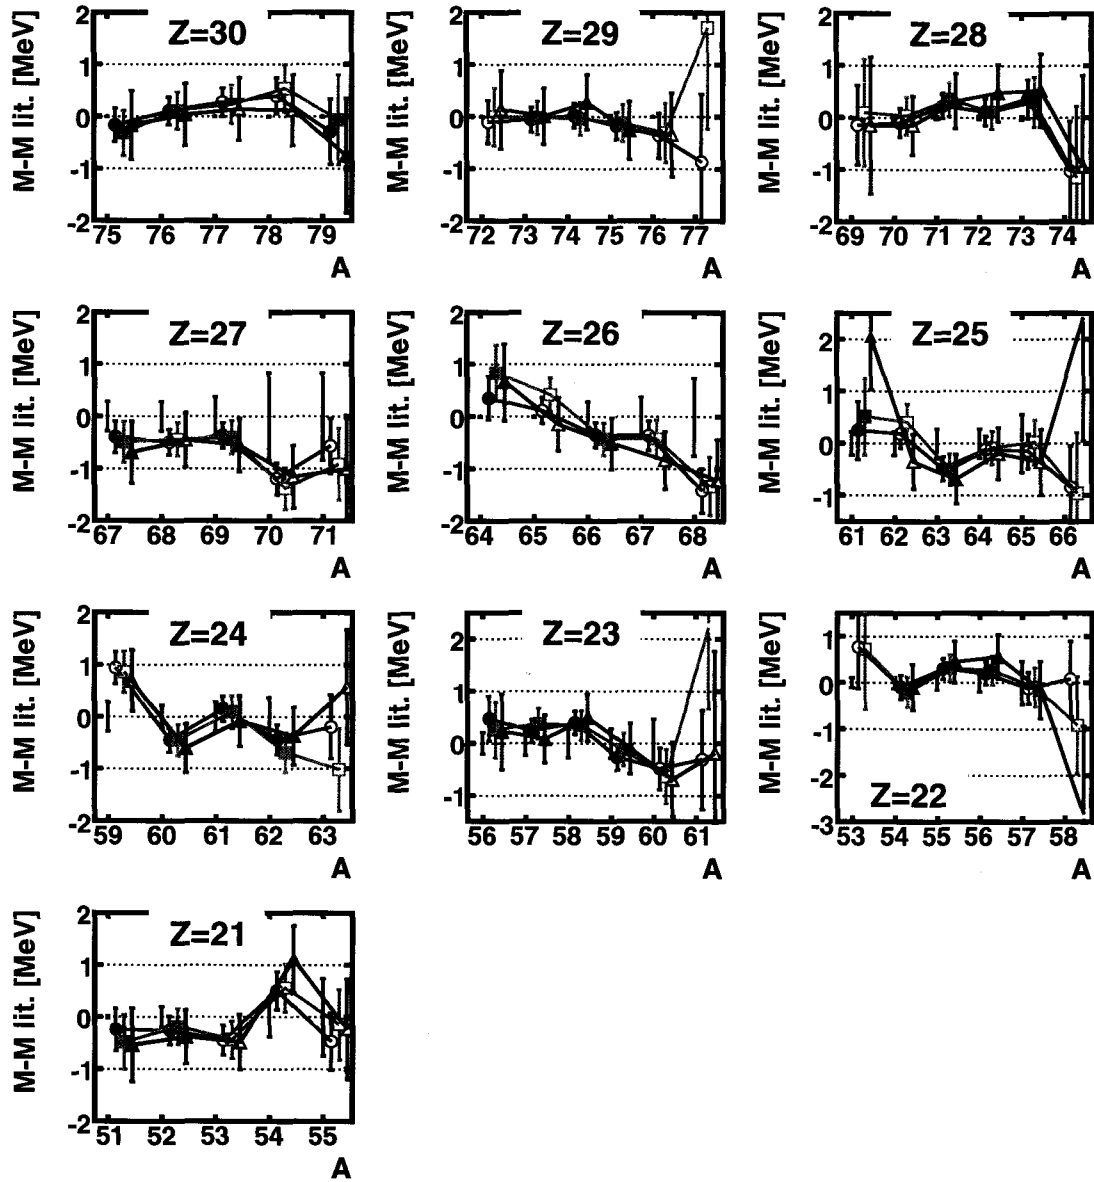 M-M lit. [MeV]
Z=30
2
1
0
-1
-2
75 76 77 78 79
A
M-M lit. [MeV]
Z=29
2
1
0
-1
-2
72 73 74 75 76 77
A
M-M lit. [MeV]
Z=28
2
1
0
-1
-2
69 70 71 72 73 74
A
M-M lit. [MeV]
Z=27
2
1
0
-1
-2
67 68 69 70 71
A
M-M lit. [MeV]
Z=26
2
1
0
-1
-2
64 65 66 67 68
A
M-M lit. [MeV]
Z=25
2
1
0
-1
61 62 63 64 65 66
A
M-M lit. [MeV]
Z=24
2
1
0
-1
-2
59 60 61 62 63
A
M-M lit. [MeV]
Z=23
2
1
0
-1
56 57 58 59 60 61
A
M-M lit. [MeV]
1
0
-1
-2
-3
Z=22
53 54 55 56 57 58
A
M-M lit. [MeV]
Z=21
2
1
0
-1
-2
51 52 53 54 55
A